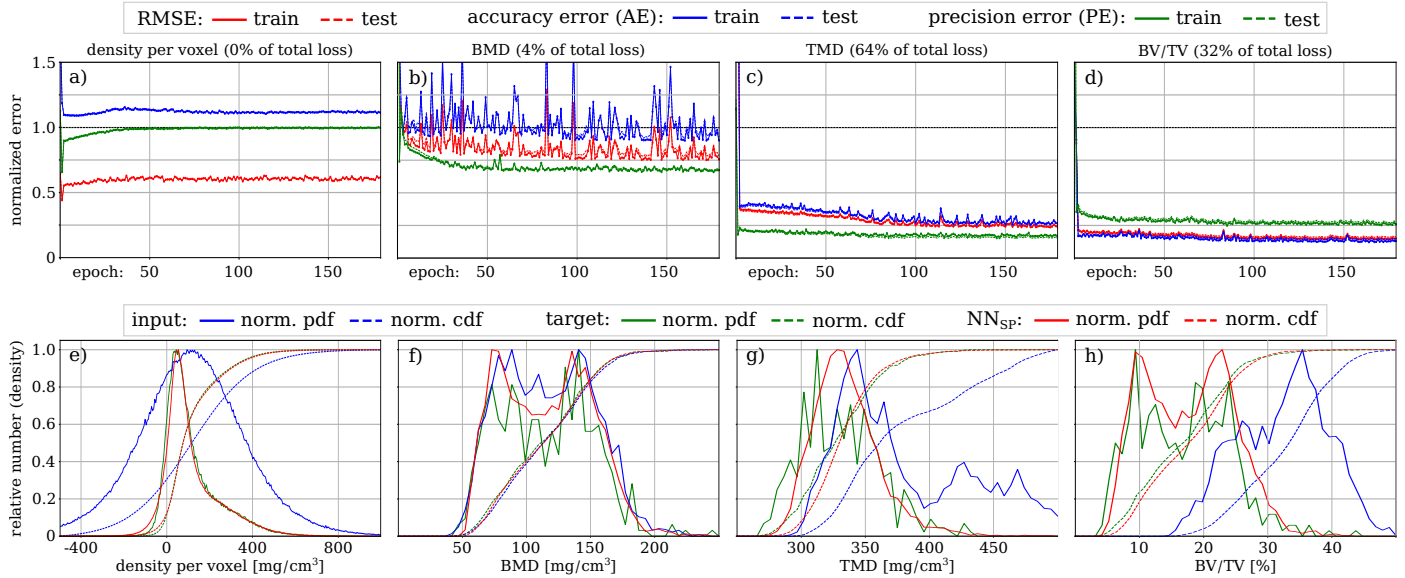 RMSE: train test accuracy error (AE): train test precision error (PE): train test
density per voxel (0% of total loss) BMD (4% of total loss) TMD (64% of total loss) BV/TV (32% of total loss)
normalized error
1.5
1.0
0.5
0
a) b) c) d)
epoch: 50 100 150 epoch: 50 100 150 epoch: 50 100 150 epoch: 50 100 150
input: norm. pdf norm. cdf target: norm. pdf norm. cdf NN_SP: norm. pdf norm. cdf
relative number (density)
1.0
0.8
0.6
0.4
0.2
0
e) f) g) h)
-400 0 400 800 50 100 150 200 300 350 400 450 10 20 30 40
density per voxel [mg/cm³] BMD [mg/cm³] TMD [mg/cm³] BV/TV [%]